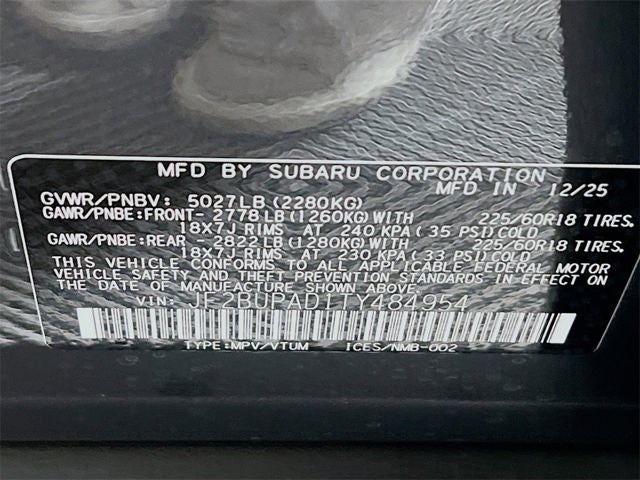 MFD BY SUBARU CORPORATION
MFD IN 12/25
GVWR/PNBV: 5027LB (2280KG)
GAWR/PNBE:FRONT- 2778LB (1260KG) WITH 225/60R18 TIRES.
18X7J RIMS AT 240 KPA ( 35 PSI) COLD
GAWR/PNBE:REAR - 2822LB (1280KG) WITH 225/60R18 TIRES.
18X7J RIMS AT 230 KPA ( 33 PSI) COLD
THIS VEHICLE CONFORMS TO ALL APPLICABLE FEDERAL MOTOR
VEHICLE SAFETY AND THEFT PREVENTION STANDARDS IN EFFECT ON
THE DATE OF MANUFACTURE SHOWN ABOVE.
VIN: JF2BUPAD1TY484954
TYPE:MPV/VTUM ICES/NMB-002